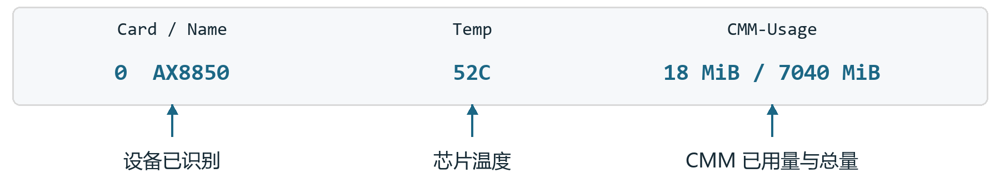 Card / Name Temp CMM-Usage
0 AX8850 52C 18 MiB / 7040 MiB
设备已识别 芯片温度 CMM 已用量与总量